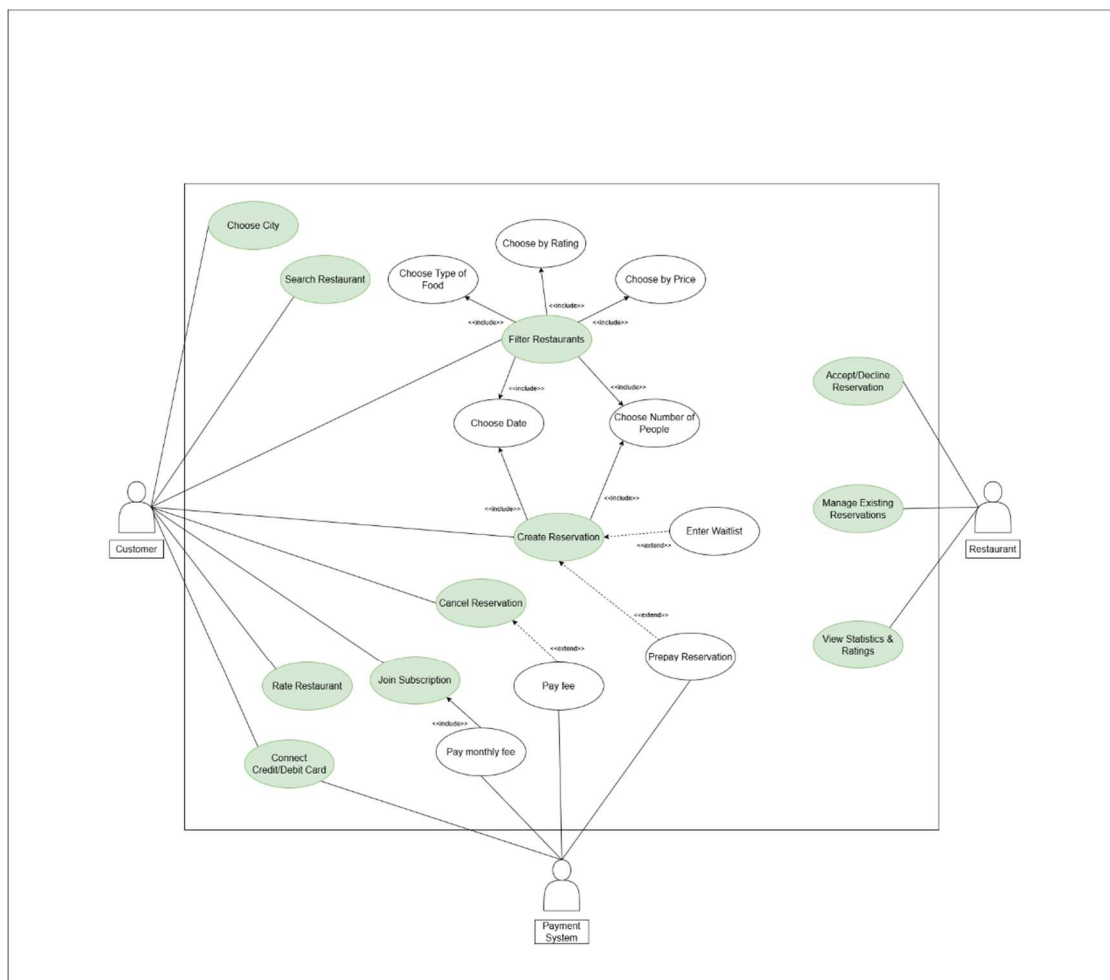 Choose City
Choose by Rating
Search Restaurant
Choose Type of
Food
Choose by Price
<<include>>
<<include>>
<<include>>
Filter Restaurants
Accept/Decline
Reservation
<<include>>
<<include>>
Choose Date
Choose Number of
People
<<include>>
<<include>>
Manage Existing
Reservations
Customer
Restaurant
Create Reservation
Enter Waitlist
<<extend>>
Cancel Reservation
<<extend>>
View Statistics &
Ratings
<<extend>>
Prepay Reservation
Rate Restaurant
Join Subscription
Pay fee
<<include>>
Connect
Credit/Debit Card
Pay monthly fee
Payment
System